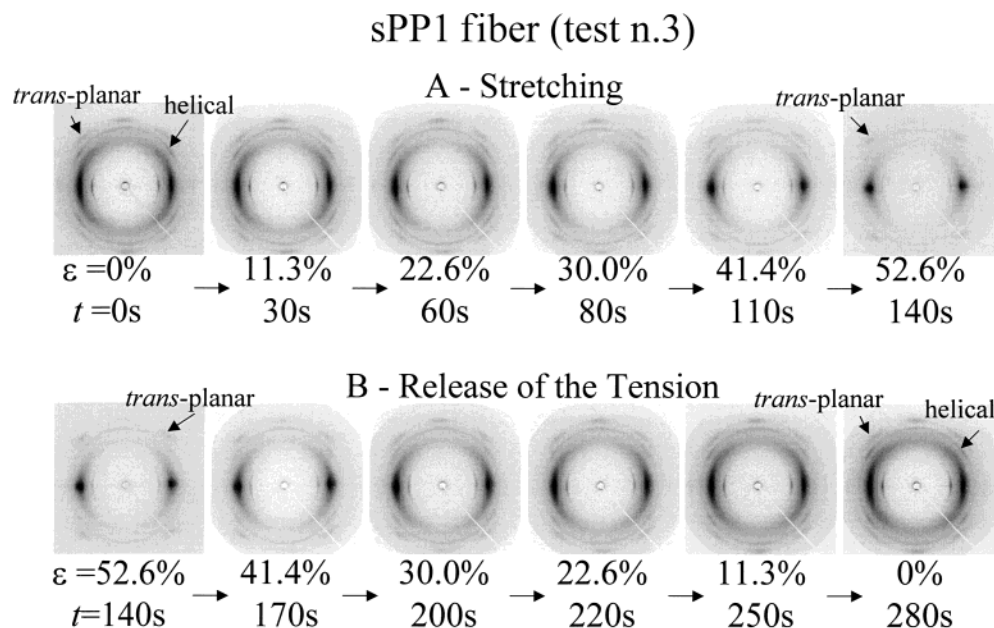 sPP1 fiber (test n.3)
A - Stretching
trans-planar
helical
trans-planar
ε =0% 11.3% 22.6% 30.0% 41.4% 52.6%
t =0s 30s 60s 80s 110s 140s
B - Release of the Tension
trans-planar
trans-planar
helical
ε =52.6% 41.4% 30.0% 22.6% 11.3% 0%
t=140s 170s 200s 220s 250s 280s